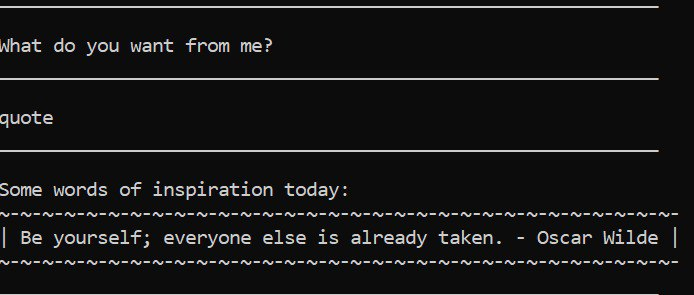 What do you want from me?
quote
Some words of inspiration today:
~-~-~-~-~-~-~-~-~-~-~-~-~-~-~-~-~-~-~-~-~-~-~-~-~-~-~-~-~-~-~-
| Be yourself; everyone else is already taken. - Oscar Wilde |
~-~-~-~-~-~-~-~-~-~-~-~-~-~-~-~-~-~-~-~-~-~-~-~-~-~-~-~-~-~-~-